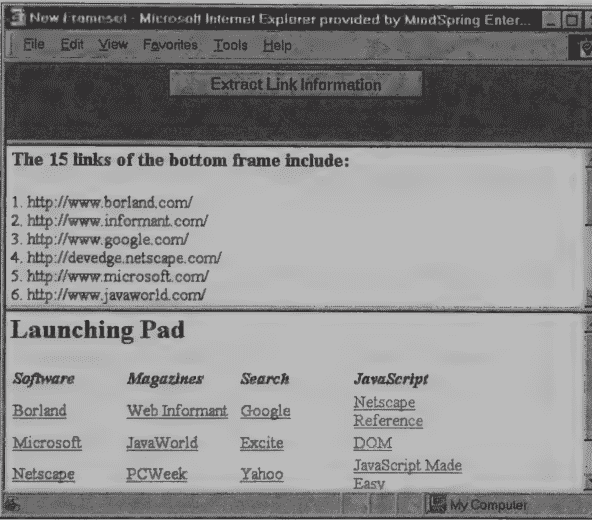 New Frameset - Microsoft Internet Explorer provided by MindSpring Enter...
File Edit View Favorites Tools Help
Extract Link Information
The 15 links of the bottom frame include:
1. http://www.borland.com/
2. http://www.informant.com/
3. http://www.google.com/
4. http://devedge.netscape.com/
5. http://www.microsoft.com/
6. http://www.javaworld.com/
Launching Pad
Software Magazines Search JavaScript
Borland Web Informant Google Netscape
Reference
Microsoft JavaWorld Excite DOM
Netscape PCWeek Yahoo JavaScript Made
Easy
My Computer